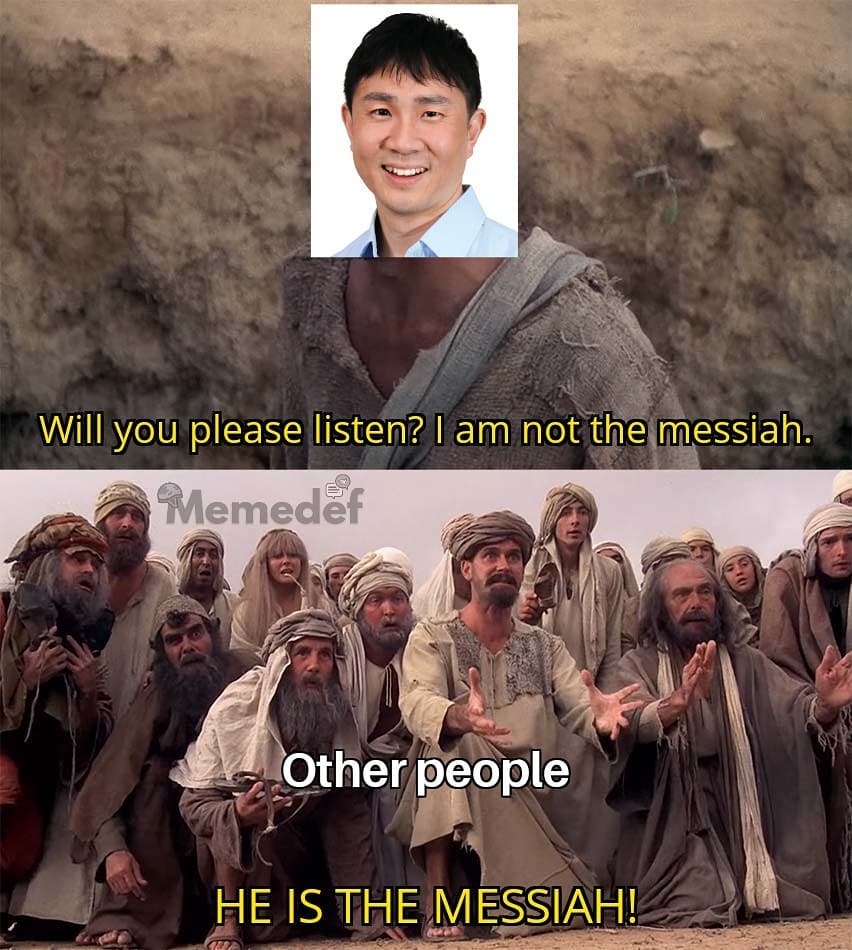 Will you please listen? I am not the messiah.
Memedef
Other people
HE IS THE MESSIAH!